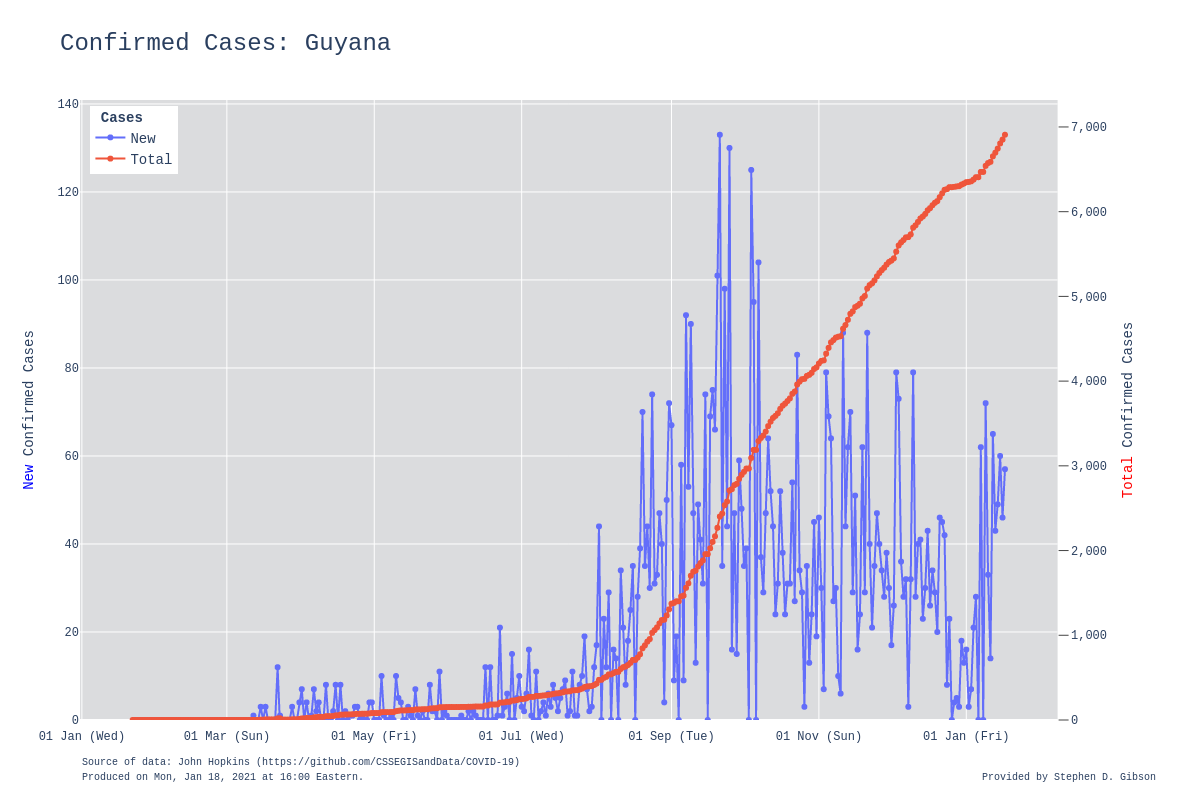 Confirmed Cases: Guyana
Cases
New
Total
140
120
100
80
60
40
20
0
7,000
6,000
5,000
4,000
3,000
2,000
1,000
0
New Confirmed Cases
Total Confirmed Cases
01 Jan (Wed)
01 Mar (Sun)
01 May (Fri)
01 Jul (Wed)
01 Sep (Tue)
01 Nov (Sun)
01 Jan (Fri)
Source of data: John Hopkins (https://github.com/CSSEGISandData/COVID-19)
Produced on Mon, Jan 18, 2021 at 16:00 Eastern.
Provided by Stephen D. Gibson